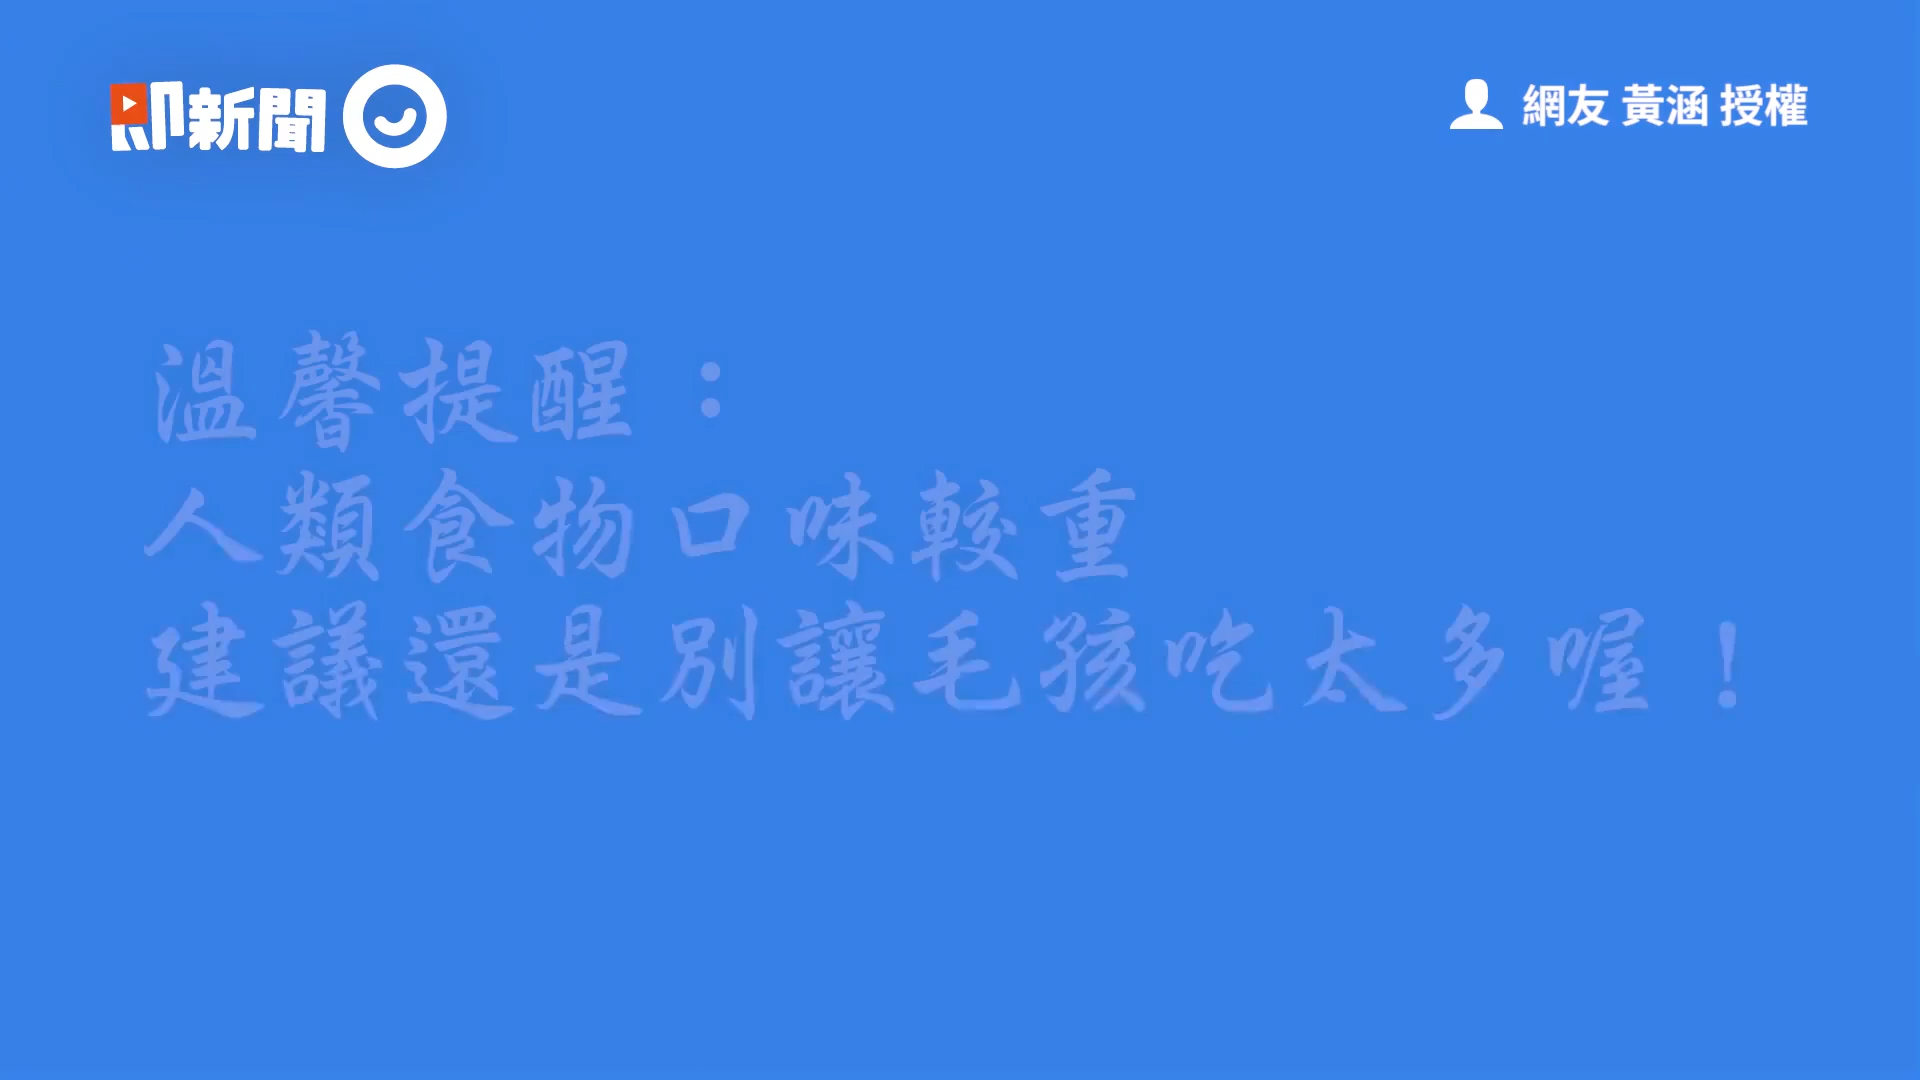 即新聞
網友 黃涵 授權
溫馨提醒：
人類食物口味較重
建議還是別讓毛孩吃太多喔！